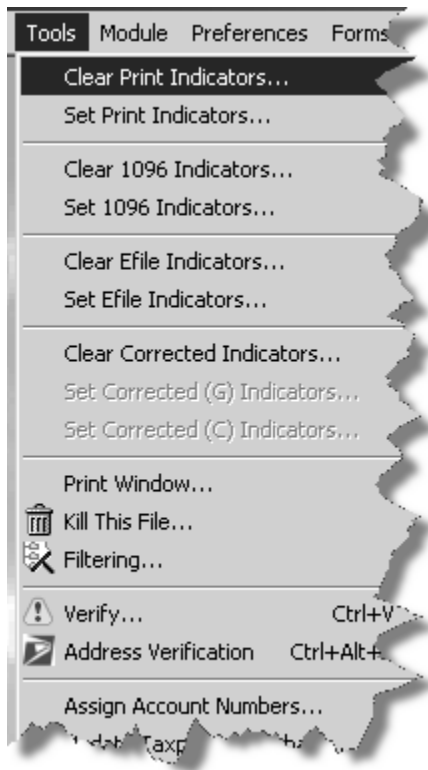 Tools Module Preferences Forms
Clear Print Indicators...
Set Print Indicators...
Clear 1096 Indicators...
Set 1096 Indicators...
Clear Efile Indicators...
Set Efile Indicators...
Clear Corrected Indicators...
Set Corrected (G) Indicators...
Set Corrected (C) Indicators...
Print Window...
Kill This File...
Filtering...
Verify... Ctrl+V
Address Verification Ctrl+Alt+
Assign Account Numbers...